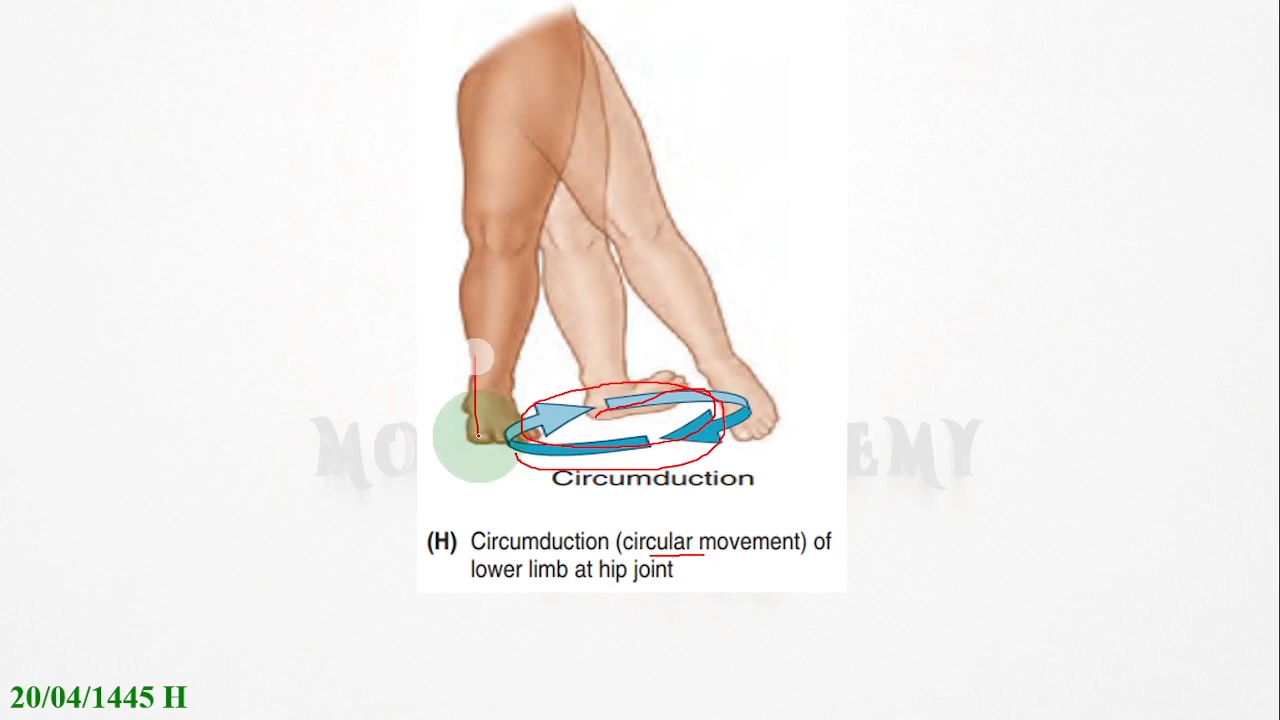 Circumduction
(H) Circumduction (circular movement) of
lower limb at hip joint
20/04/1445 H